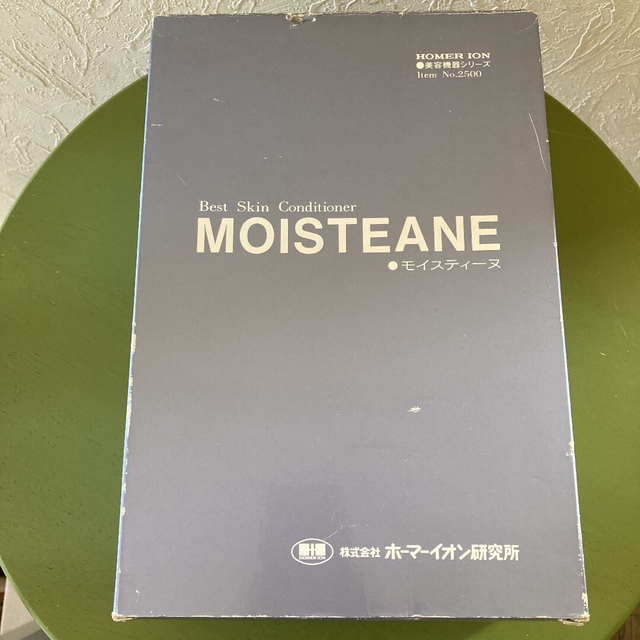 HOMER ION
●美容機器シリーズ
Item No.2500
Best Skin Conditioner
MOISTEANE
●モイスティーヌ
HOMER ION
株式会社 ホーマーイオン研究所